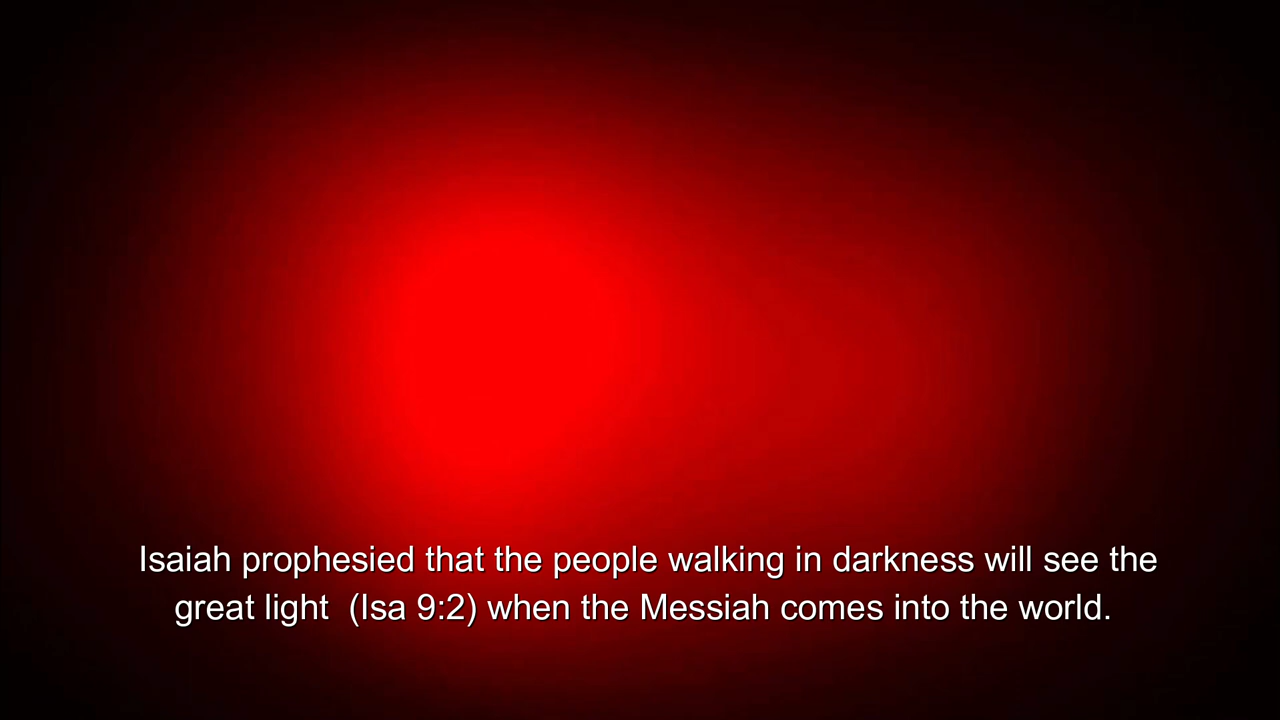 Isaiah prophesied that the people walking in darkness will see the
great light  (Isa 9:2) when the Messiah comes into the world.